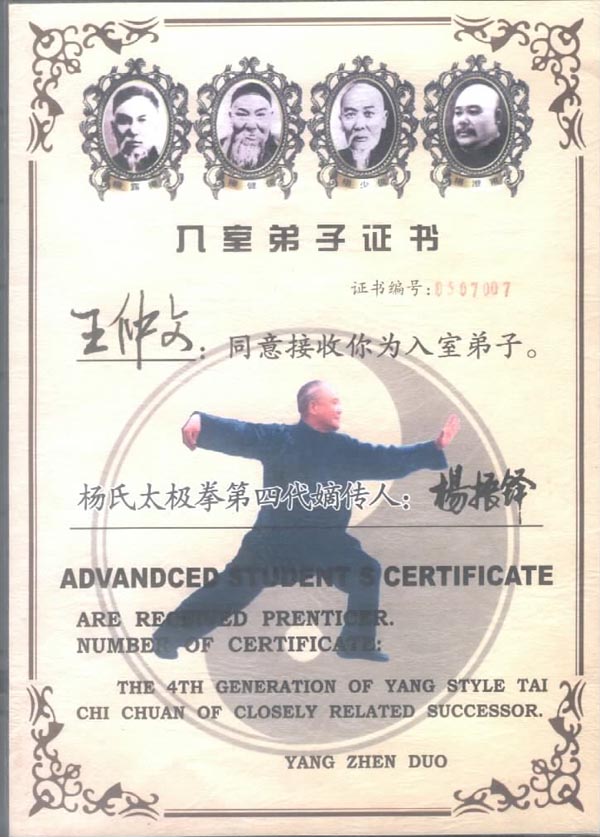 入室弟子证书
证书编号:0507007
王仲文:同意接收你为入室弟子。
杨氏太极拳第四代嫡传人:楊振铎
ADVANDCED STUDENT S CERTIFICATE
ARE RECEIVED PRENTICER.
NUMBER OF CERTIFICATE:
THE 4TH GENERATION OF YANG STYLE TAI
CHI CHUAN OF CLOSELY RELATED SUCCESSOR.
YANG ZHEN DUO